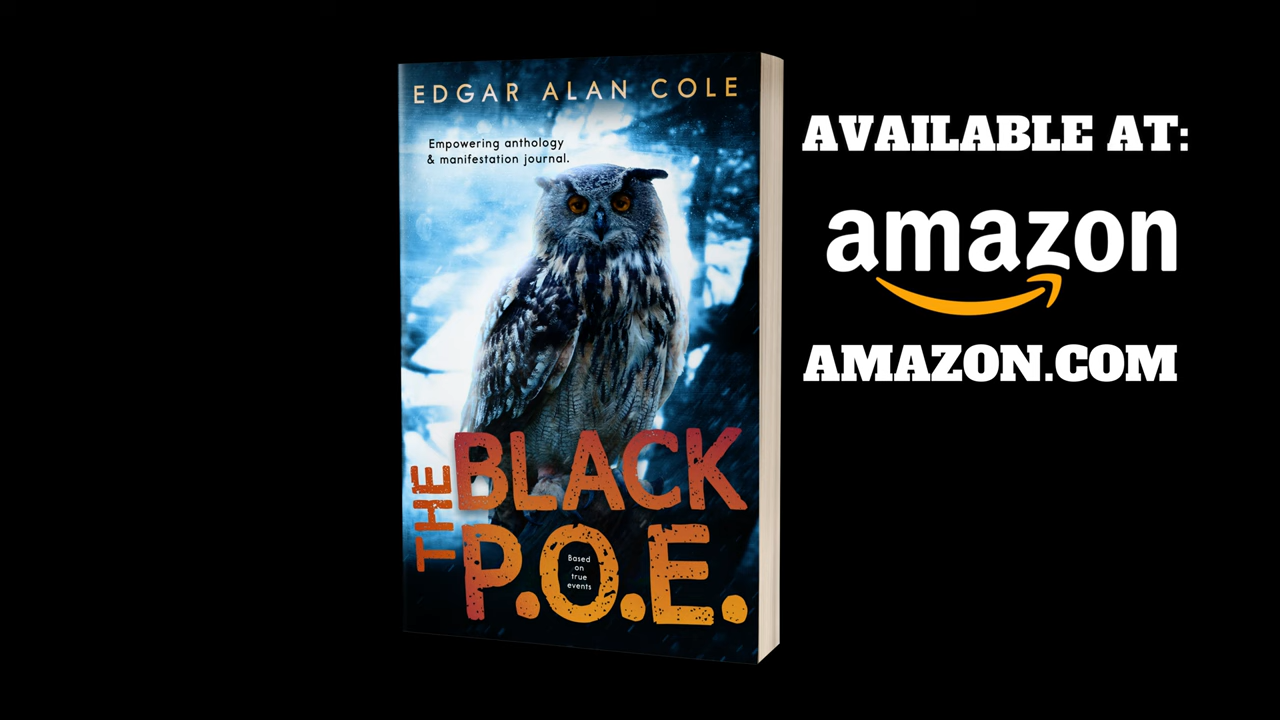 EDGAR ALAN COLE
Empowering anthology
& manifestation journal.
THE
BLACK
P.O.E.
Based
on
true
events
AVAILABLE AT:
amazon
AMAZON.COM